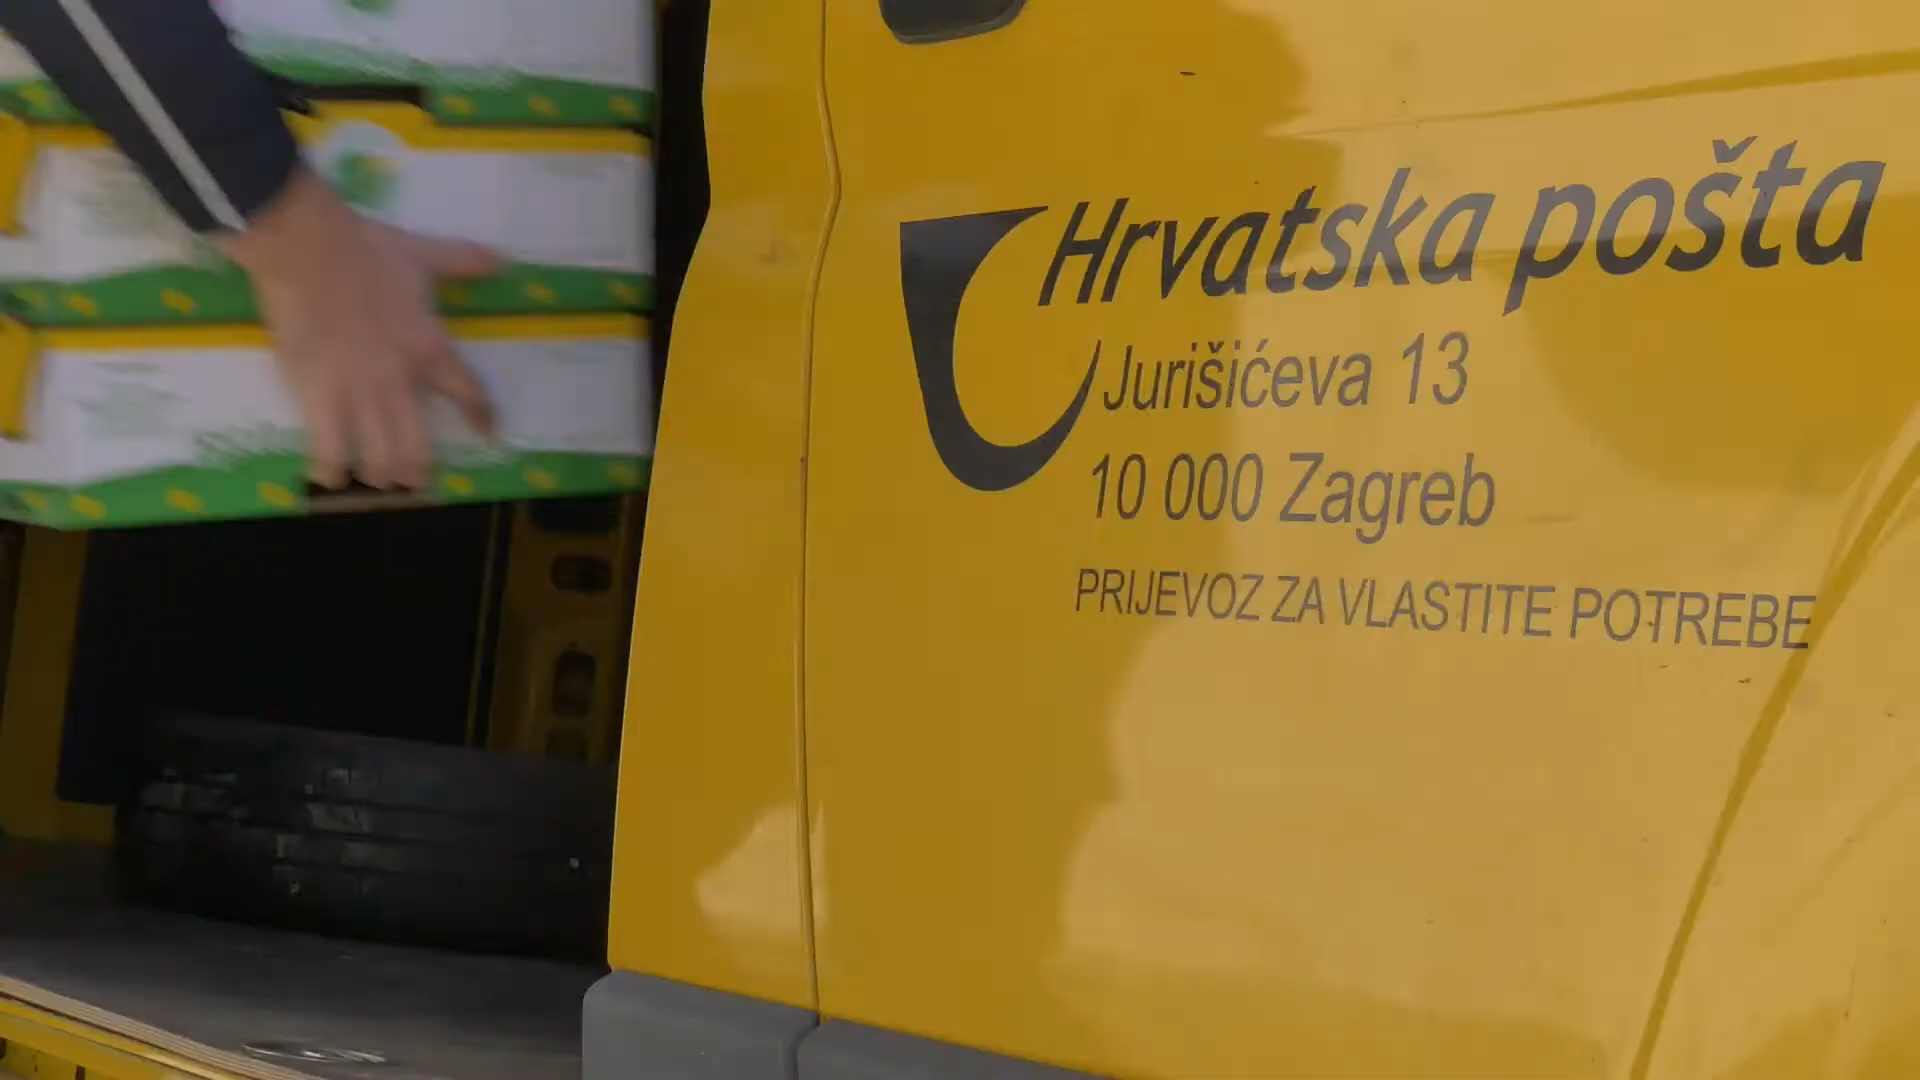 Hrvatska pošta
Jurišićeva 13
10 000 Zagreb
PRIJEVOZ ZA VLASTITE POTREBE